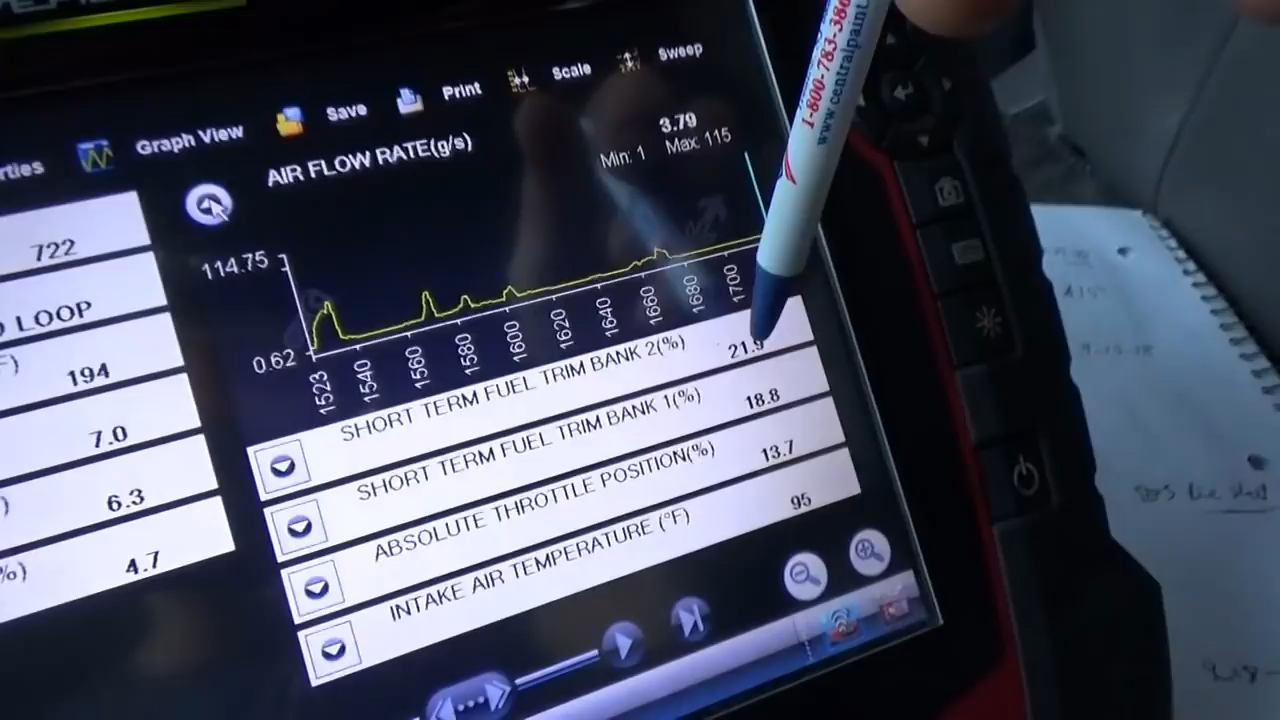 rties
Graph View
Save
Print
Scale
Sweep
AIR FLOW RATE(g/s)
3.79
Min: 1 Max: 115
114.75
0.62
1523 1540 1560 1580 1600 1620 1640 1660 1680 1700
722
LOOP
194
7.0
6.3
%) 4.7
SHORT TERM FUEL TRIM BANK 2(%) 21.9
SHORT TERM FUEL TRIM BANK 1(%) 18.8
ABSOLUTE THROTTLE POSITION(%) 13.7
INTAKE AIR TEMPERATURE (°F) 95
1-800-783-386
www.centralpaint.